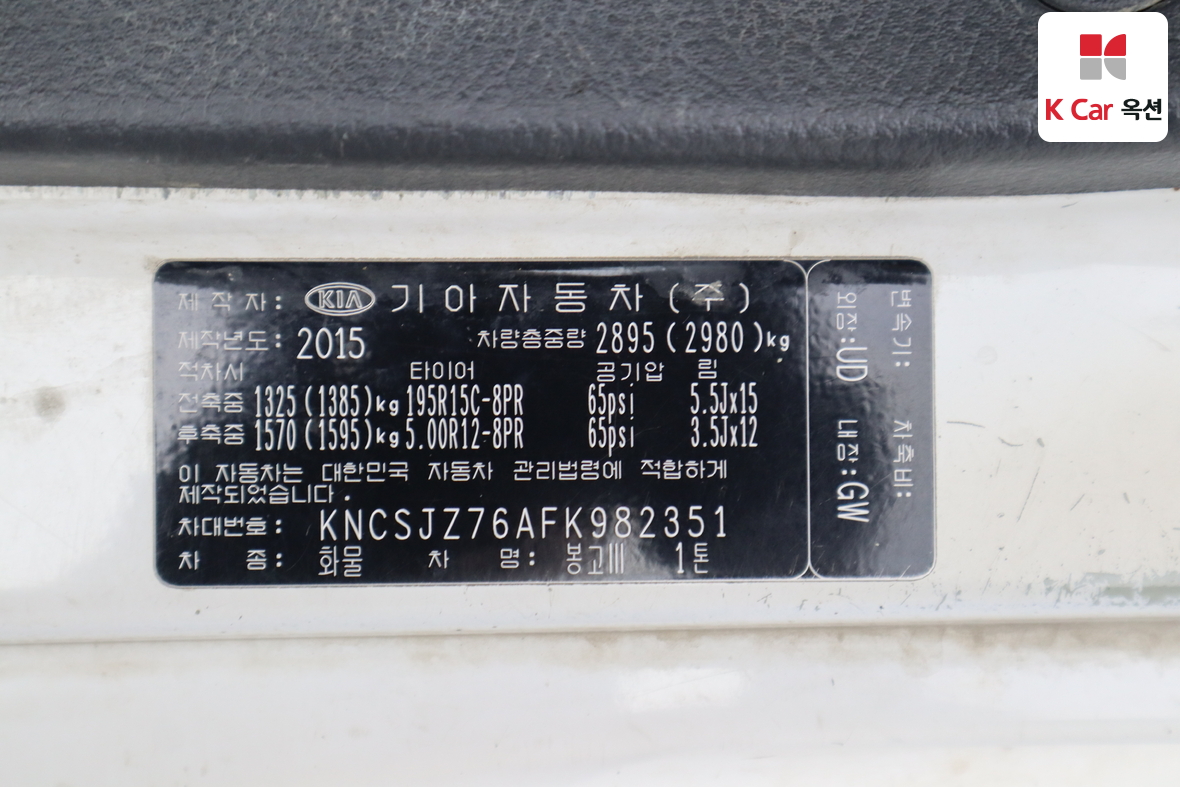 K Car 옥션
제작자: KIA 기아자동차(주)
제작년도: 2015 차량총중량 2895(2980)kg
적차시 타이어 공기압 림
전축중 1325(1385)kg 195R15C-8PR 65psi 5.5Jx15
후축중 1570(1595)kg 5.00R12-8PR 65psi 3.5Jx12
이 자동차는 대한민국 자동차 관리법령에 적합하게
제작되었습니다.
차대번호: KNCSJZ76AFK982351
차 종: 화물 차 명: 봉고III 1톤
변속기: 차축비:
외장:UD 내장:GW